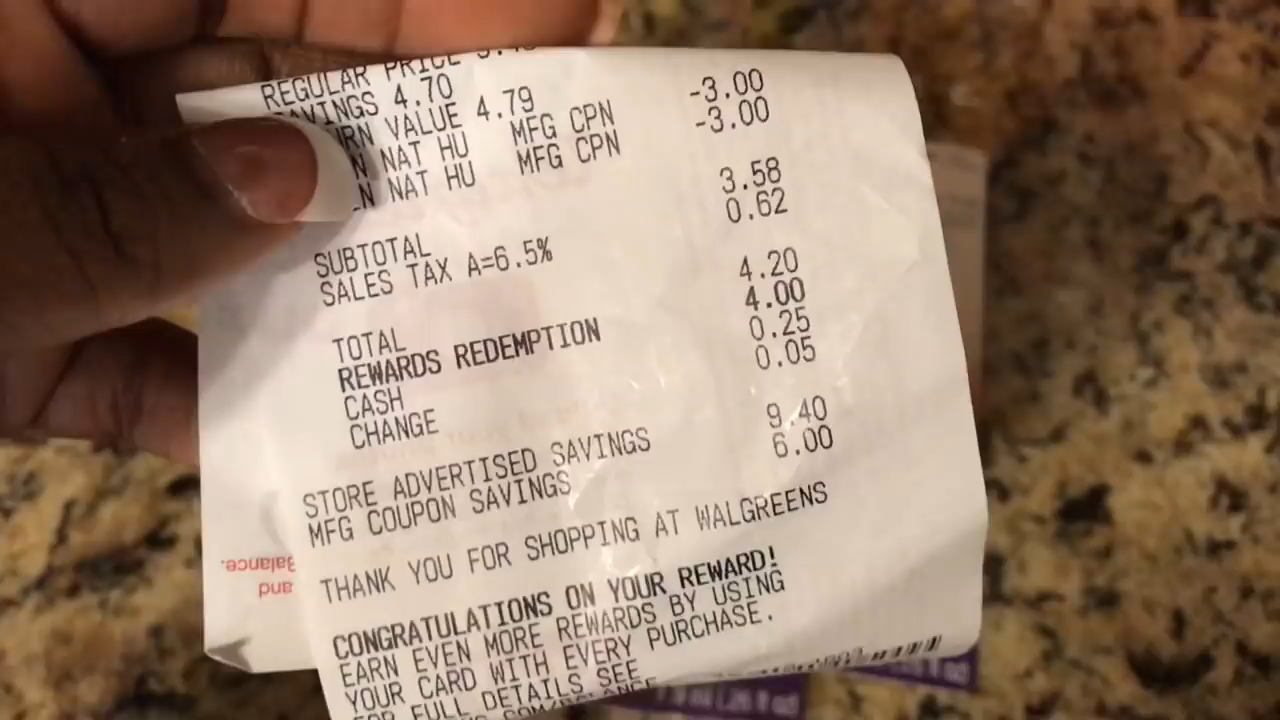 REGULAR PRICE
SAVINGS 4.70
VALUE 4.79
NAT HU MFG CPN -3.00
NAT HU MFG CPN -3.00
SUBTOTAL 3.58
SALES TAX A=6.5% 0.62
TOTAL 4.20
REWARDS REDEMPTION 4.00
CASH 0.25
CHANGE 0.05
STORE ADVERTISED SAVINGS 9.40
MFG COUPON SAVINGS 6.00
THANK YOU FOR SHOPPING AT WALGREENS
CONGRATULATIONS ON YOUR REWARD!
EARN EVEN MORE REWARDS BY USING
YOUR CARD WITH EVERY PURCHASE.
FOR FULL DETAILS SEE
and
Balance.